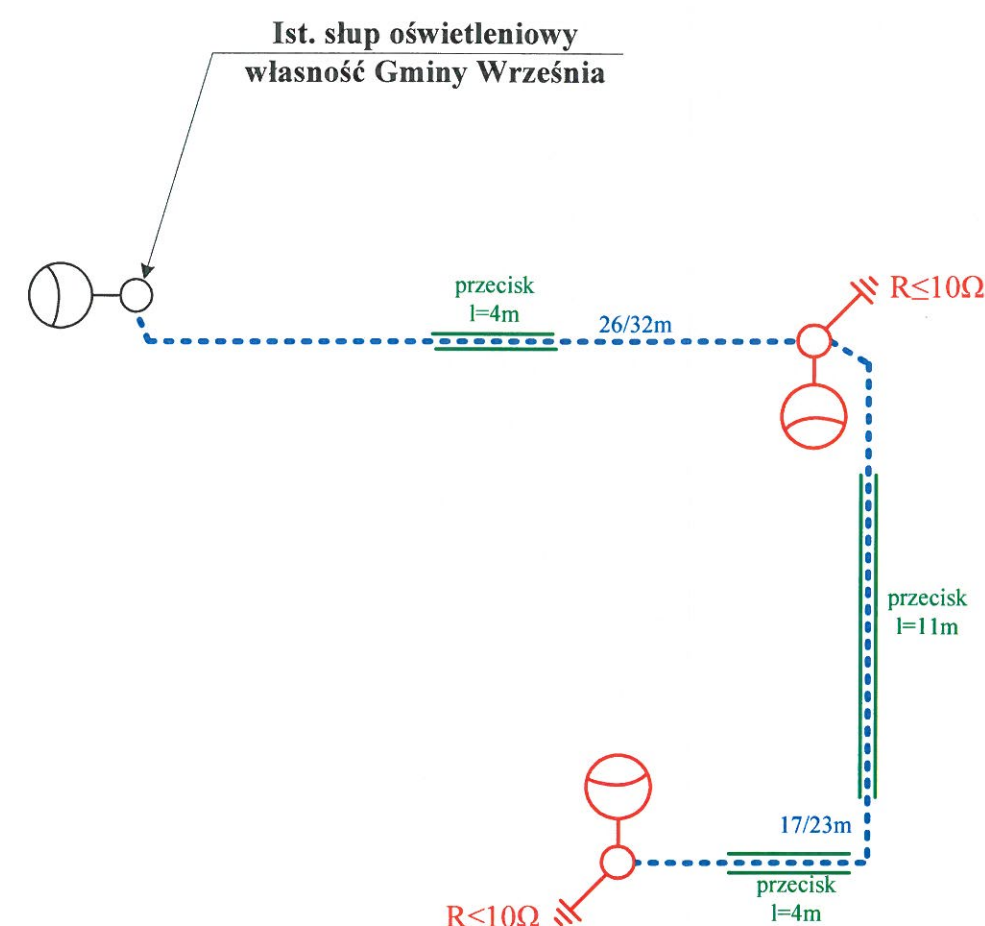 Ist. słup oświetleniowy
własność Gminy Września
przecisk
l=4m
26/32m
R≤10Ω
przecisk
l=11m
17/23m
przecisk
l=4m
R<10Ω